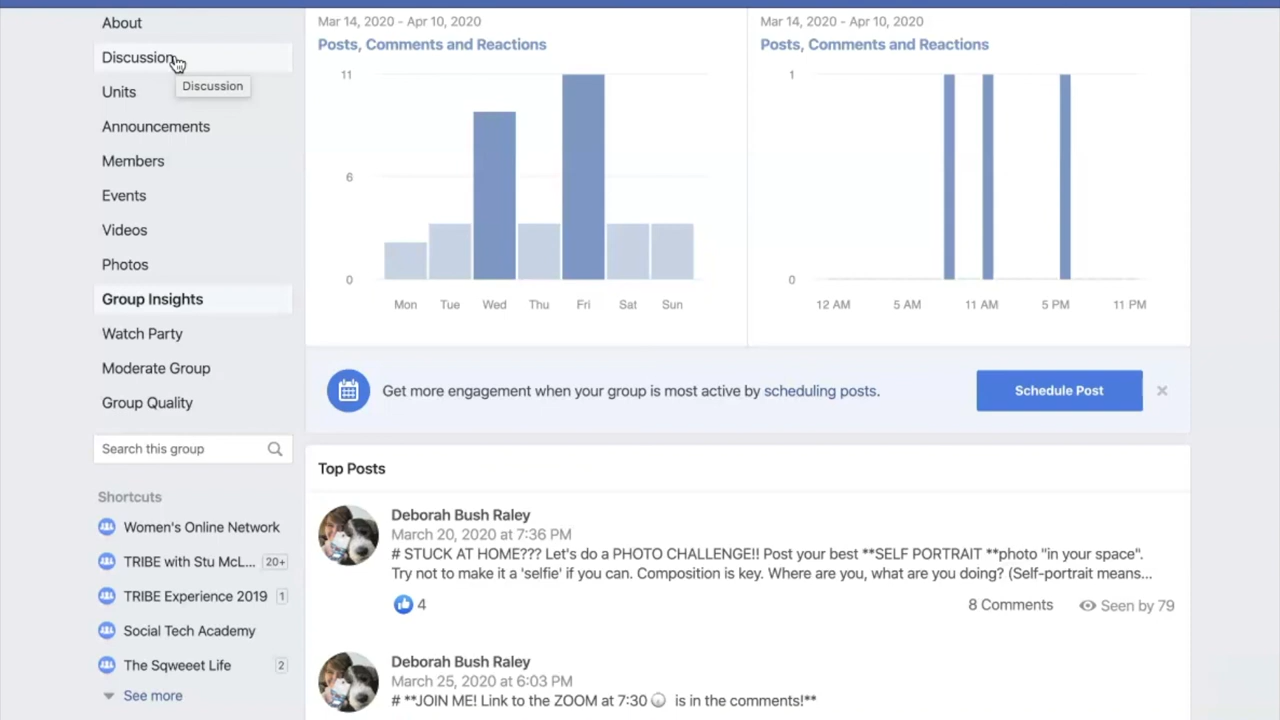 About
Discussion
Discussion
Units
Announcements
Members
Events
Videos
Photos
Group Insights
Watch Party
Moderate Group
Group Quality
Search this group
Shortcuts
Women's Online Network
TRIBE with Stu McL... 20+
TRIBE Experience 2019 1
Social Tech Academy
The Sqweeet Life 2
See more
Mar 14, 2020 - Apr 10, 2020
Posts, Comments and Reactions
11
6
0
Mon Tue Wed Thu Fri Sat Sun
Mar 14, 2020 - Apr 10, 2020
Posts, Comments and Reactions
1
0
12 AM 5 AM 11 AM 5 PM 11 PM
Get more engagement when your group is most active by scheduling posts.
Schedule Post
Top Posts
Deborah Bush Raley
March 20, 2020 at 7:36 PM
# STUCK AT HOME??? Let's do a PHOTO CHALLENGE!! Post your best **SELF PORTRAIT **photo "in your space".
Try not to make it a 'selfie' if you can. Composition is key. Where are you, what are you doing? (Self-portrait means...
4
8 Comments Seen by 79
Deborah Bush Raley
March 25, 2020 at 6:03 PM
# **JOIN ME! Link to the ZOOM at 7:30 is in the comments!**